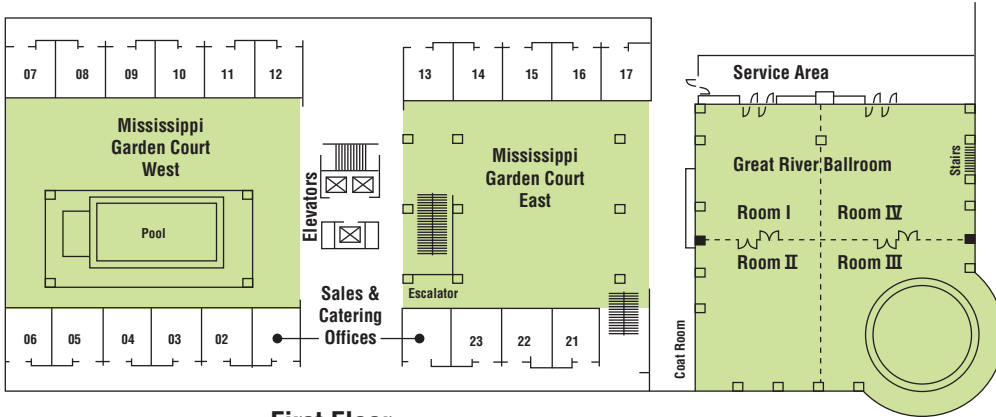 07 08 09 10 11 12
13 14 15 16 17
Service Area
Mississippi
Garden Court
West
Mississippi
Garden Court
East
Great River Ballroom
Stairs
Elevators
Pool
Room I
Room IV
Room II
Room III
Escalator
Sales &
Catering
Offices
06 05 04 03 02
23 22 21
Coat Room
First Floor